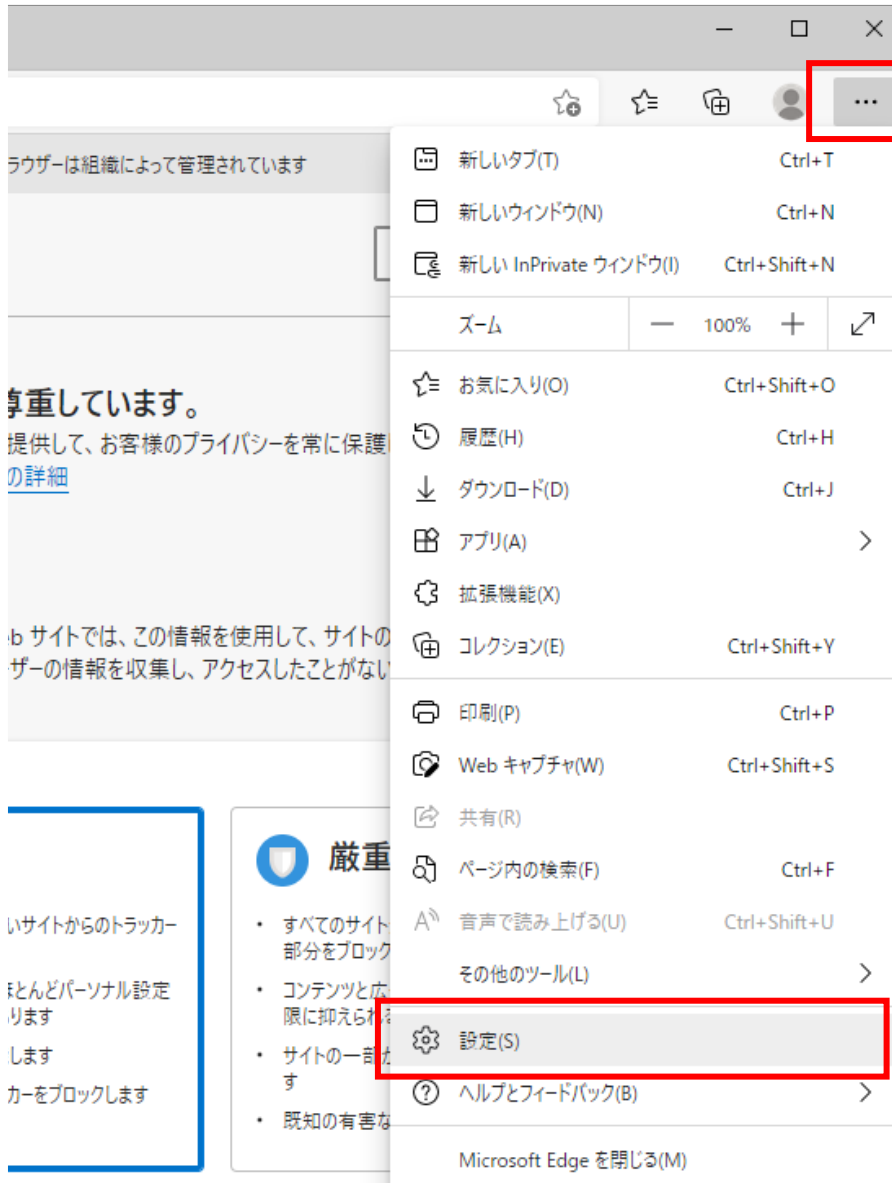 ラウザーは組織によって管理されています
尊重しています。
提供して、お客様のプライバシーを常に保護
の詳細
eb サイトでは、この情報を使用して、サイトの
ザーの情報を収集し、アクセスしたことがない
いサイトからのトラッカー
ほとんどパーソナル設定
ります
します
カーをブロックします
厳重
• すべてのサイト
部分をブロック
• コンテンツと広
限に抑えられ
• サイトの一部が
す
• 既知の有害な
新しいタブ(T) Ctrl+T
新しいウィンドウ(N) Ctrl+N
新しい InPrivate ウィンドウ(I) Ctrl+Shift+N
ズーム 100%
お気に入り(O) Ctrl+Shift+O
履歴(H) Ctrl+H
ダウンロード(D) Ctrl+J
アプリ(A)
拡張機能(X)
コレクション(E) Ctrl+Shift+Y
印刷(P) Ctrl+P
Web キャプチャ(W) Ctrl+Shift+S
共有(R)
ページ内の検索(F) Ctrl+F
音声で読み上げる(U) Ctrl+Shift+U
その他のツール(L)
設定(S)
ヘルプとフィードバック(B)
Microsoft Edge を閉じる(M)